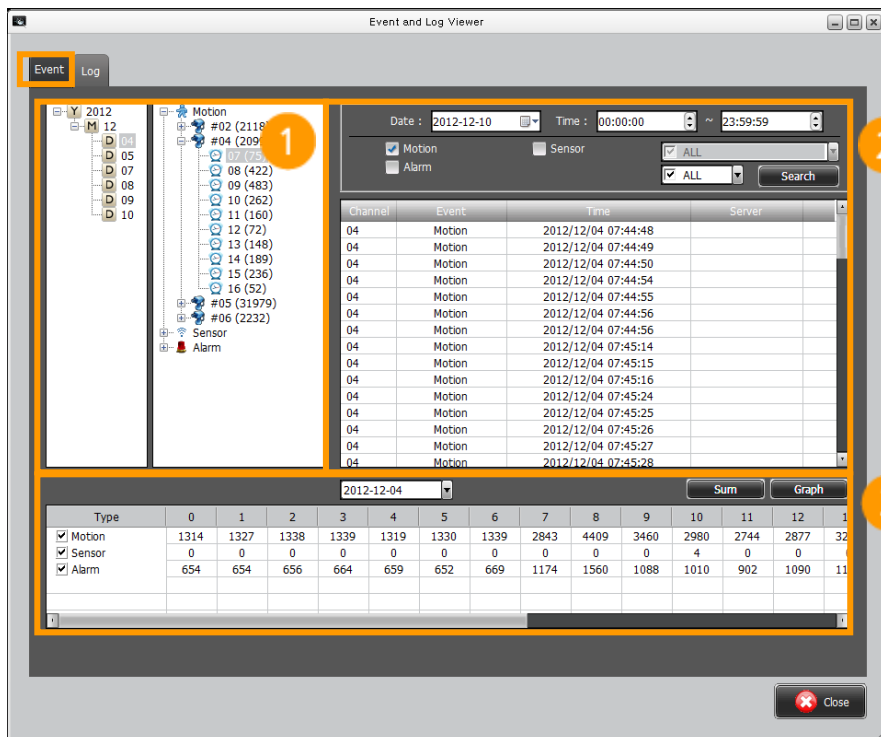 Event and Log Viewer
Event Log
Y 2012
M 12
D 04
D 05
D 07
D 08
D 09
D 10
Motion
#02 (2118
#04 (209
07 (75)
08 (422)
09 (483)
10 (262)
11 (160)
12 (72)
13 (148)
14 (189)
15 (236)
16 (52)
#05 (31979)
#06 (2232)
Sensor
Alarm
1
Date : 2012-12-10 Time : 00:00:00 ~ 23:59:59
Motion Sensor ALL
Alarm ALL Search
2
Channel Event Time Server
04 Motion 2012/12/04 07:44:48
04 Motion 2012/12/04 07:44:49
04 Motion 2012/12/04 07:44:50
04 Motion 2012/12/04 07:44:54
04 Motion 2012/12/04 07:44:55
04 Motion 2012/12/04 07:44:56
04 Motion 2012/12/04 07:44:56
04 Motion 2012/12/04 07:45:14
04 Motion 2012/12/04 07:45:15
04 Motion 2012/12/04 07:45:16
04 Motion 2012/12/04 07:45:24
04 Motion 2012/12/04 07:45:25
04 Motion 2012/12/04 07:45:26
04 Motion 2012/12/04 07:45:27
04 Motion 2012/12/04 07:45:28
2012-12-04 Sum Graph
Type 0 1 2 3 4 5 6 7 8 9 10 11 12 1
Motion 1314 1327 1338 1339 1319 1330 1339 2843 4409 3460 2980 2744 2877 32
Sensor 0 0 0 0 0 0 0 0 0 0 4 0 0
Alarm 654 654 656 664 659 652 669 1174 1560 1088 1010 902 1090 11
Close